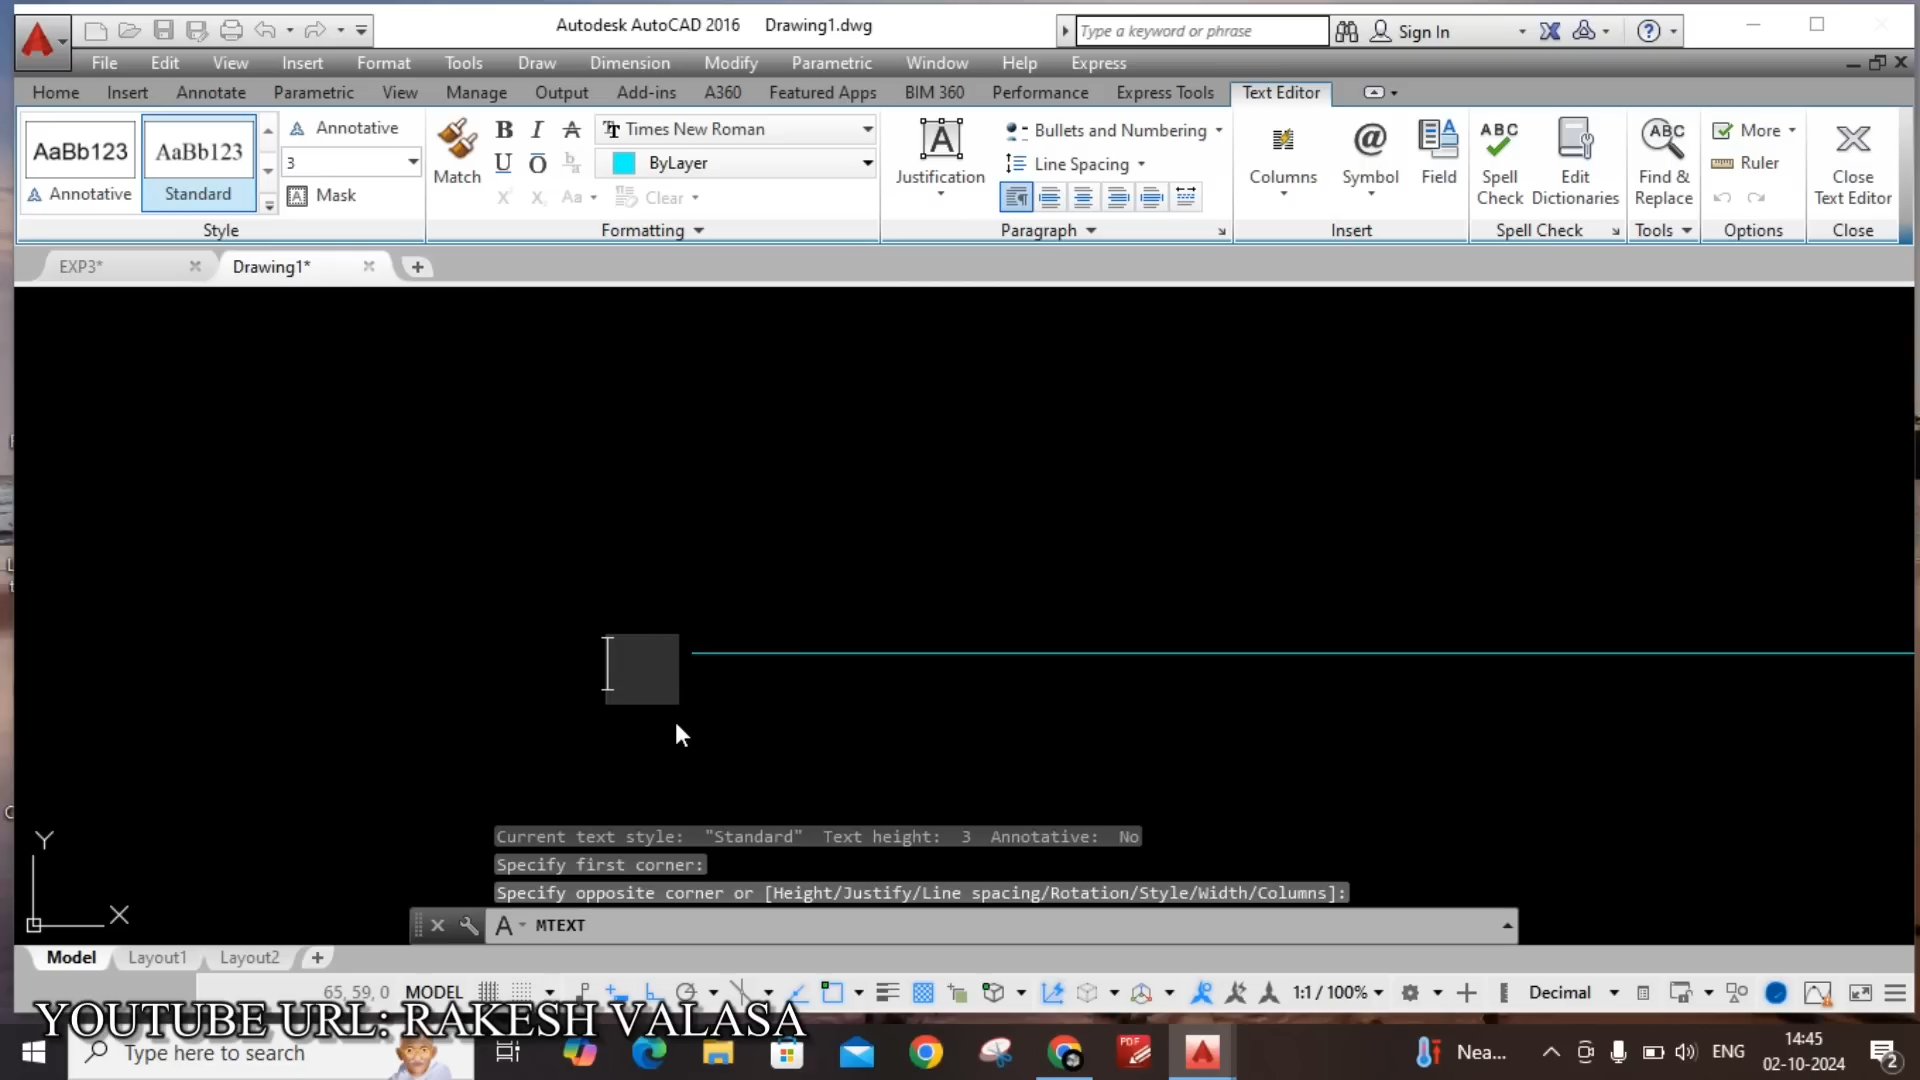 Autodesk AutoCAD 2016 Drawing1.dwg
Type a keyword or phrase
Sign In
File Edit View Insert Format Tools Draw Dimension Modify Parametric Window Help Express
Home Insert Annotate Parametric View Manage Output Add-ins A360 Featured Apps BIM 360 Performance Express Tools Text Editor
AaBb123 AaBb123 Annotative
Annotative Standard 3 Mask
Style
Match B I A U O Times New Roman
ByLayer
Aa Clear
Formatting
A Justification
Bullets and Numbering
Line Spacing
Paragraph
Columns @ Symbol Field
Insert
ABC Spell Check
Edit Dictionaries
Spell Check
ABC Find & Replace
Tools
More
Ruler
Options
Close Text Editor
Close
EXP3* Drawing1*
Y
X
Current text style: "Standard" Text height: 3 Annotative: No
Specify first corner:
Specify opposite corner or [Height/Justify/Line spacing/Rotation/Style/Width/Columns]:
A MTEXT
Model Layout1 Layout2
65, 59, 0 MODEL 1:1 / 100% Decimal
YOUTUBE URL: RAKESH VALASA
Type here to search PDF Nea... ENG 14:45
02-10-2024 2